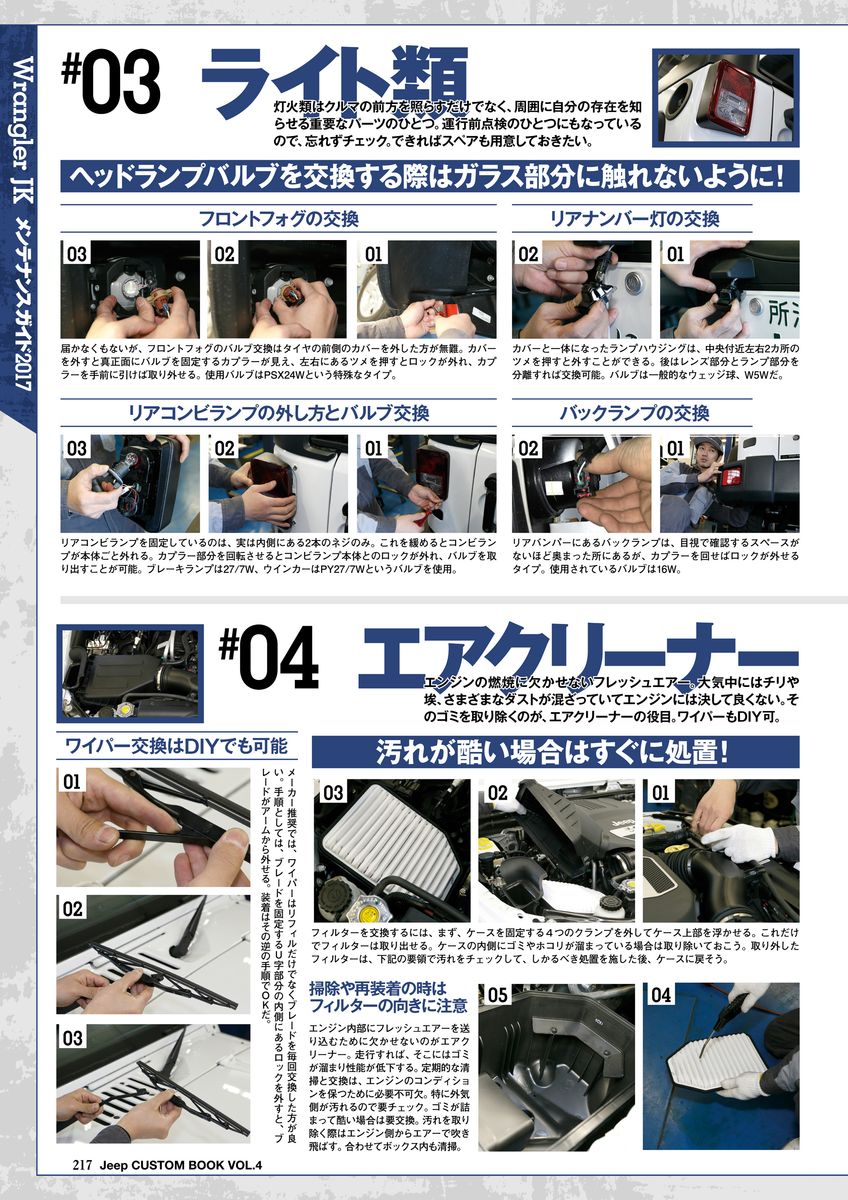 Wrangler JK メンテナンスガイド2017
#03 ライト類
灯火類はクルマの前方を照らすだけでなく、周囲に自分の存在を知
らせる重要なパーツのひとつ。運行前点検のひとつにもなっている
ので、忘れずチェック。できればスペアも用意しておきたい。
ヘッドランプバルブを交換する際はガラス部分に触れないように!
フロントフォグの交換
03
02
01
届かなくもないが、フロントフォグのバルブ交換はタイヤの前側のカバーを外した方が無難。カバー
を外すと真正面にバルブを固定するカプラーが見え、左右にあるツメを押すとロックが外れ、カプ
ラーを手前に引けば取り外せる。使用バルブはPSX24Wという特殊なタイプ。
リアナンバー灯の交換
02
01
所
カバーと一体になったランプハウジングは、中央付近左右2カ所の
ツメを押すと外すことができる。後はレンズ部分とランプ部分を
分離すれば交換可能。バルブは一般的なウェッジ球、W5Wだ。
リアコンビランプの外し方とバルブ交換
03
02
01
リアコンビランプを固定しているのは、実は内側にある2本のネジのみ。これを緩めるとコンビラン
プが本体ごと外れる。カプラー部分を回転させるとコンビランプ本体とのロックが外れ、バルブを取
り出すことが可能。ブレーキランプは27/7W、ウインカーはPY27/7Wというバルブを使用。
バックランプの交換
02
01
リアバンパーにあるバックランプは、目視で確認するスペースが
ないほど奥まった所にあるが、カプラーを回せばロックが外せる
タイプ。使用されているバルブは16W。
#04 エアクリーナー
エンジンの燃焼に欠かせないフレッシュエアー。大気中にはチリや
埃、さまざまなダストが混ざっていてエンジンには決して良くない。そ
のゴミを取り除くのが、エアクリーナーの役目。ワイパーもDIY可。
ワイパー交換はDIYでも可能
01
02
03
メーカー推奨では、ワイパーはリフィルだけでなくブレードを毎回交換した方が良
い。手順としては、ブレードを固定するU字部分の内側にあるロックを外すと、ブ
レードがアームから外せる。装着はその逆の手順でOKだ。
汚れが酷い場合はすぐに処置!
03
02
Jeep
01
フィルターを交換するには、まず、ケースを固定する4つのクランプを外してケース上部を浮かせる。これだけ
でフィルターは取り出せる。ケースの内側にゴミやホコリが溜まっている場合は取り除いておこう。取り外した
フィルターは、下記の要領で汚れをチェックして、しかるべき処置を施した後、ケースに戻そう。
掃除や再装着の時は
フィルターの向きに注意
エンジン内部にフレッシュエアーを送
り込むために欠かせないのがエアク
リーナー。走行すれば、そこにはゴミ
が溜まり性能が低下する。定期的な清
掃と交換は、エンジンのコンディショ
ンを保つために必要不可欠。特に外気
側が汚れるので要チェック。ゴミが詰
まって酷い場合は要交換。汚れを取り
除く際はエンジン側からエアーで吹き
飛ばす。合わせてボックス内も清掃。
05
04
217 Jeep CUSTOM BOOK VOL.4